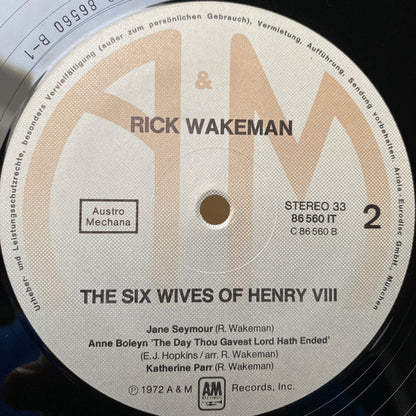 86560 B-1
Urheber- und Leistungsschutzrechte, besonders Vervielfältigung (außer zum persönlichen Gebrauch), Vermietung, Aufführung, Sendung vorbehalten. Ariola-Eurodisc GmbH, München
A & M
RICK WAKEMAN
Austro
Mechana
STEREO 33
86 560 IT
C 86 560 B
2
THE SIX WIVES OF HENRY VIII
Jane Seymour (R. Wakeman)
Anne Boleyn 'The Day Thou Gavest Lord Hath Ended'
(E. J. Hopkins / arr. R. Wakeman)
Katherine Parr (R. Wakeman)
℗ 1972 A & M AM RECORDS Records, Inc.